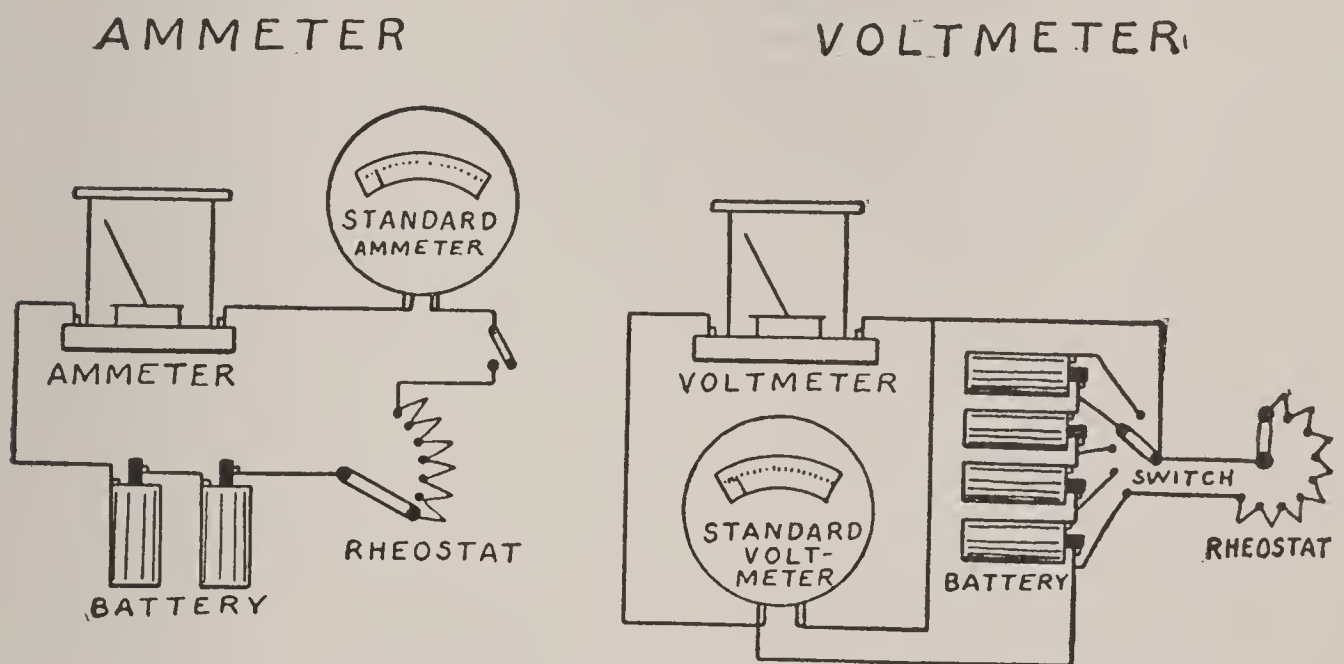 AMMETER
STANDARD
AMMETER
AMMETER
RHEOSTAT
BATTERY
VOLTMETER
VOLTMETER
STANDARD
VOLT-
METER
BATTERY
SWITCH
RHEOSTAT